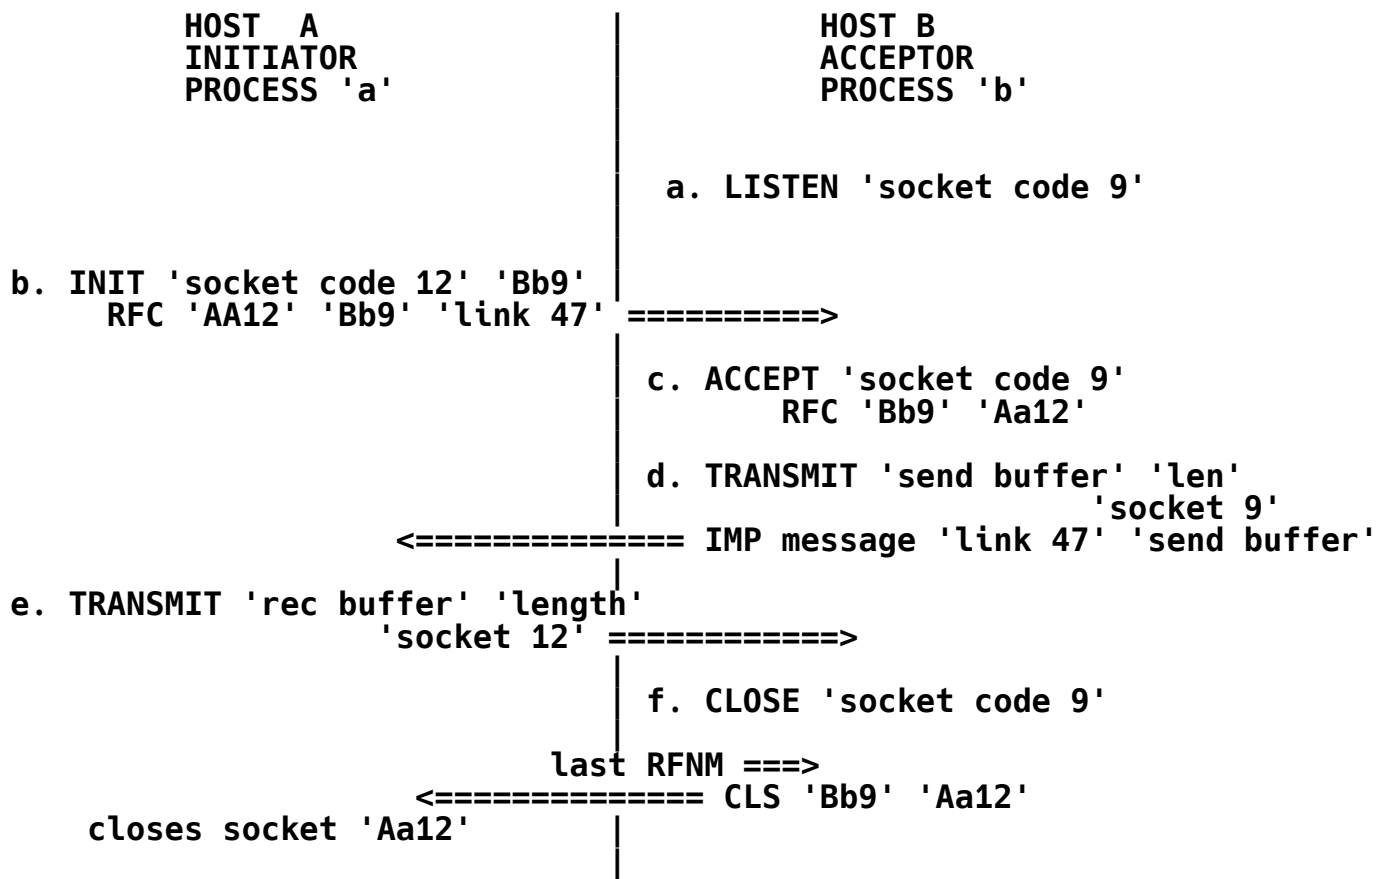 HOST  A                               HOST B
INITIATOR                             ACCEPTOR
PROCESS 'a'                           PROCESS 'b'
a. LISTEN 'socket code 9'
b. INIT 'socket code 12' 'Bb9'
RFC 'AA12' 'Bb9' 'link 47' ==========>
c. ACCEPT 'socket code 9'
RFC 'Bb9' 'Aa12'
d. TRANSMIT 'send buffer' 'len'
'socket 9'
<============== IMP message 'link 47' 'send buffer'
e. TRANSMIT 'rec buffer' 'length'
'socket 12' ============>
f. CLOSE 'socket code 9'
last RFNM ===>
<============== CLS 'Bb9' 'Aa12'
closes socket 'Aa12'